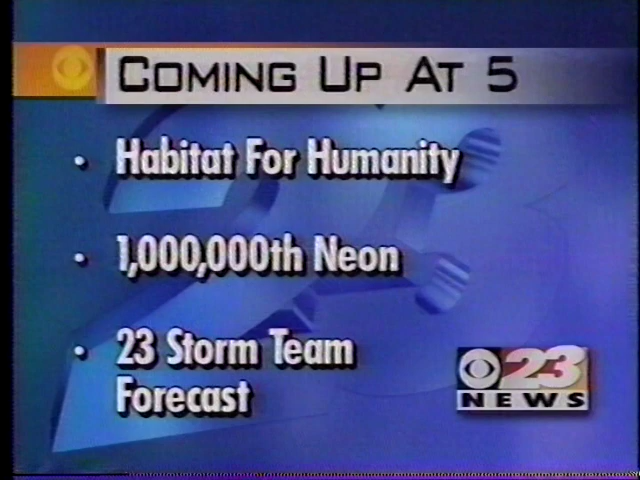 COMING UP AT 5
• Habitat For Humanity
• 1,000,000th Neon
• 23 Storm Team
Forecast
23
NEWS